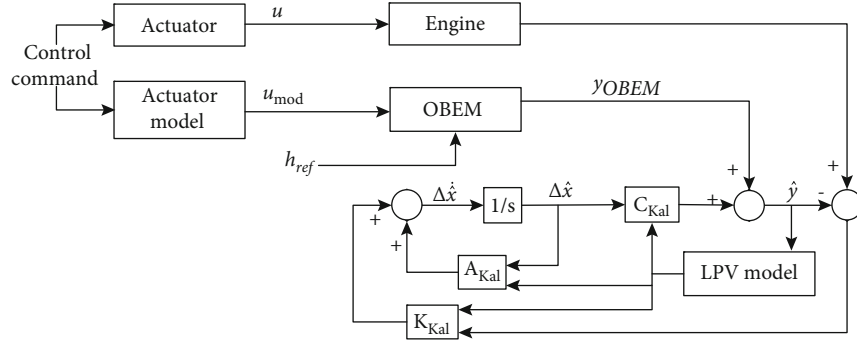 Control
command
Actuator
u
Engine
Actuator
model
u_mod
OBEM
y_OBEM
h_ref
+
+
+
Δẋ̂
1/s
Δx̂
C_Kal
+
ŷ
-
+
A_Kal
LPV model
K_Kal